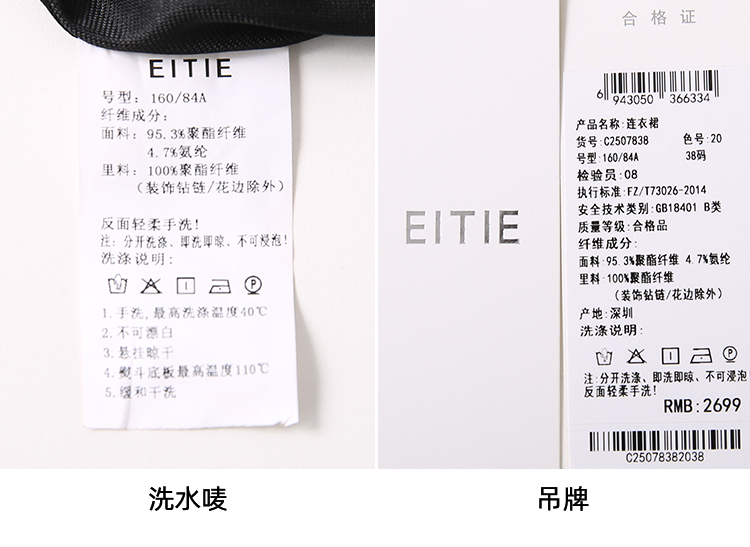 EITIE
号型: 160/84A
纤维成分:
面料: 95.3%聚酯纤维
4.7%氨纶
里料: 100%聚酯纤维
(装饰钻链/花边除外)
反面轻柔手洗!
注: 分开洗涤、即洗即晾、不可浸泡!
洗涤说明:
1.手洗,最高洗涤温度40℃
2.不可漂白
3.悬挂晾干
4.熨斗底板最高温度110℃
5.缓和干洗
洗水唛
EITIE
合格证
6 943050 366334
产品名称:连衣裙
货号:C2507838 色号:20
号型:160/84A 38码
检验员:08
执行标准:FZ/T73026-2014
安全技术类别:GB18401 B类
质量等级:合格品
纤维成分:
面料:95.3%聚酯纤维 4.7%氨纶
里料:100%聚酯纤维
(装饰钻链/花边除外)
产地:深圳
洗涤说明:
注:分开洗涤、即洗即晾、不可浸泡!
反面轻柔手洗!
RMB:2699
C25078382038
吊牌